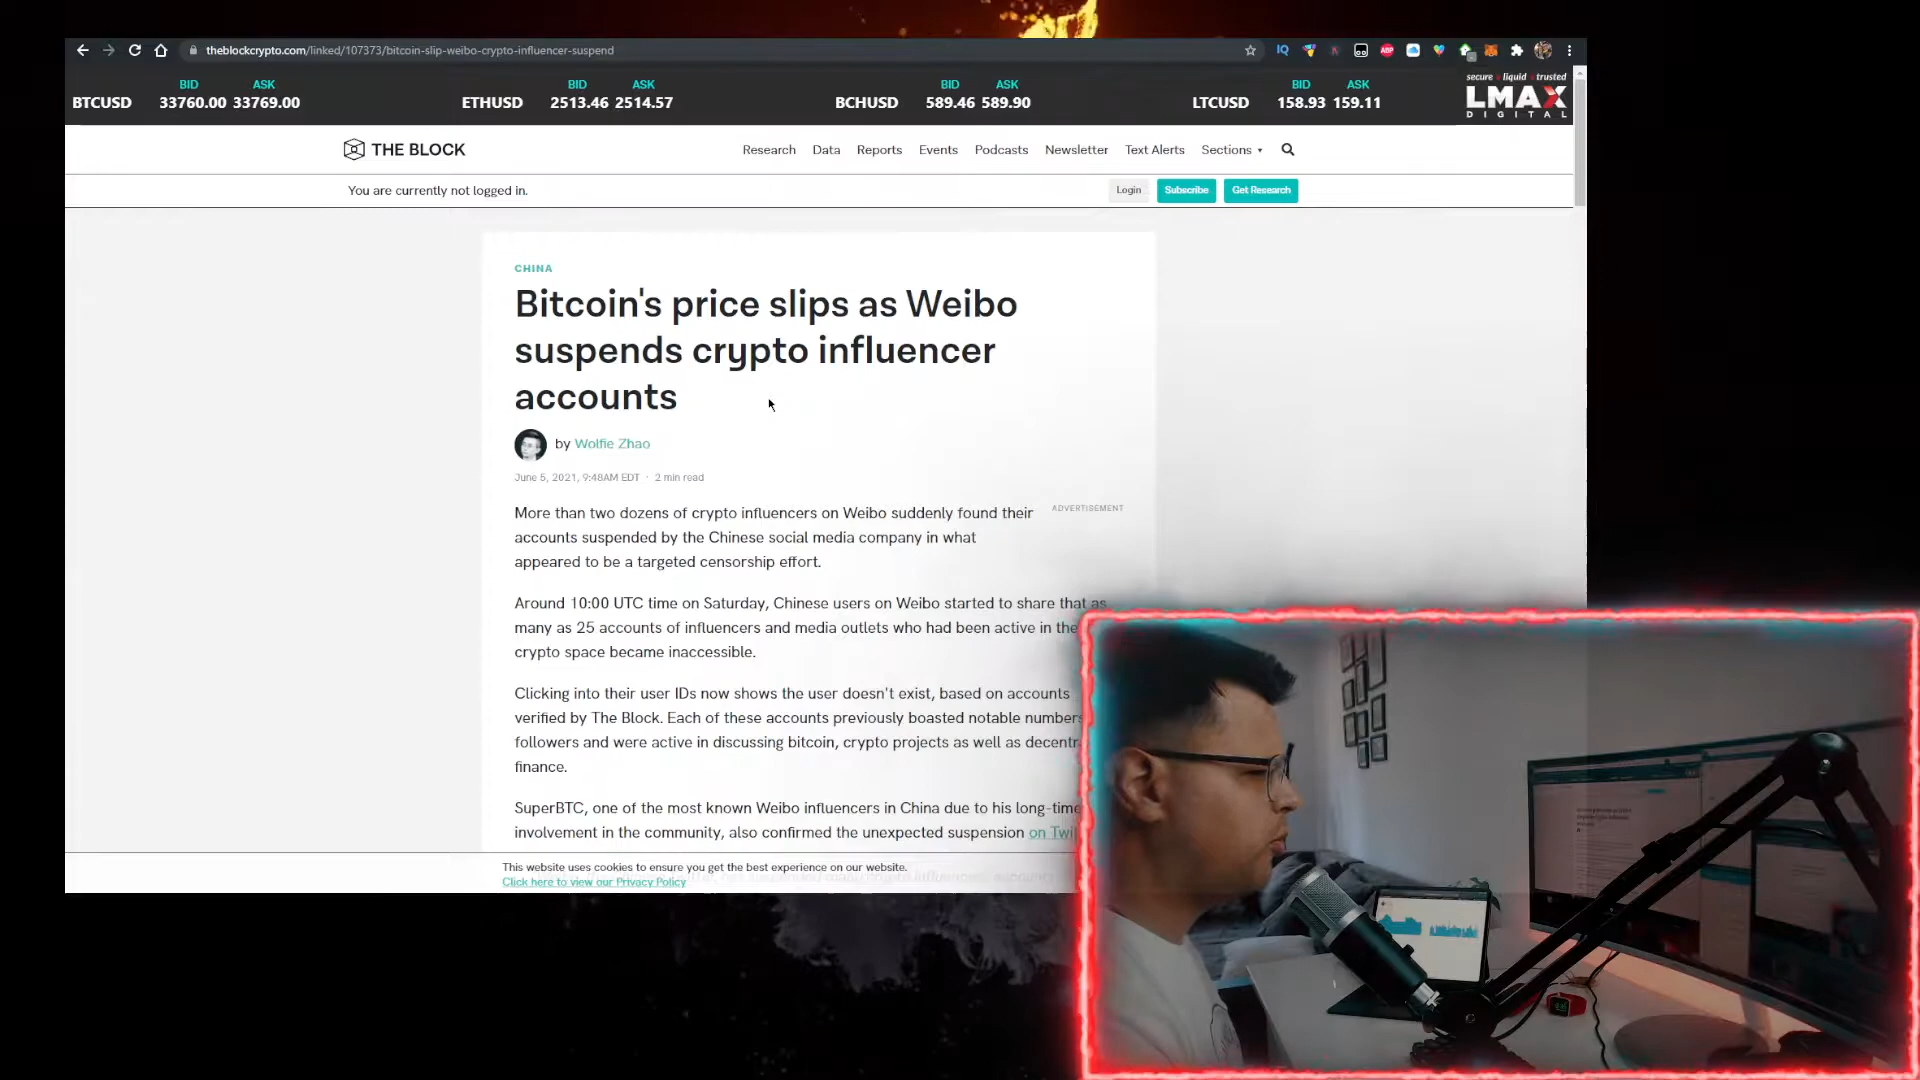 theblockcrypto.com/linked/107373/bitcoin-slip-weibo-crypto-influencer-suspend
IQ
ABP
BID ASK BID ASK BID ASK BID ASK
BTCUSD 33760.00 33769.00 ETHUSD 2513.46 2514.57 BCHUSD 589.46 589.90 LTCUSD 158.93 159.11
secure liquid trusted
LMAX
DIGITAL
THE BLOCK
Research Data Reports Events Podcasts Newsletter Text Alerts Sections
You are currently not logged in.
Login Subscribe Get Research
CHINA
Bitcoin's price slips as Weibo
suspends crypto influencer
accounts
by Wolfie Zhao
June 5, 2021, 9:48AM EDT · 2 min read
More than two dozens of crypto influencers on Weibo suddenly found their
ADVERTISEMENT
accounts suspended by the Chinese social media company in what
appeared to be a targeted censorship effort.
Around 10:00 UTC time on Saturday, Chinese users on Weibo started to share that as
many as 25 accounts of influencers and media outlets who had been active in the
crypto space became inaccessible.
Clicking into their user IDs now shows the user doesn't exist, based on accounts
verified by The Block. Each of these accounts previously boasted notable numbers
followers and were active in discussing bitcoin, crypto projects as well as decentr
finance.
SuperBTC, one of the most known Weibo influencers in China due to his long-time
involvement in the community, also confirmed the unexpected suspension on Twi
This website uses cookies to ensure you get the best experience on our website.
Click here to view our Privacy Policy